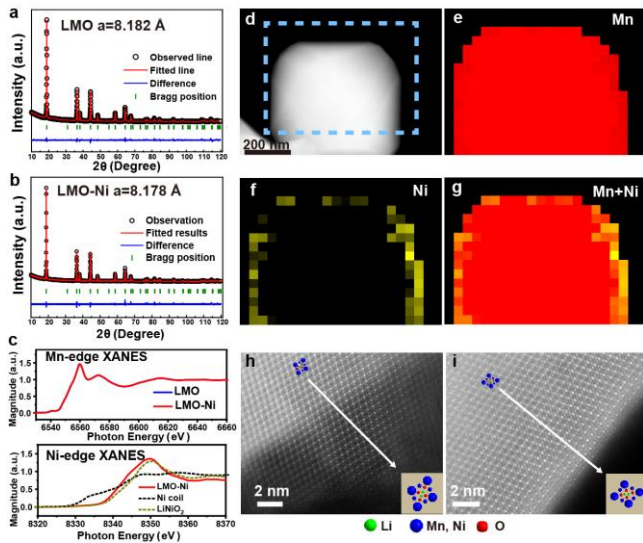 a
LMO a=8.182 Å
Observed line
Fitted line
Difference
Bragg position
Intensity (a.u.)
10 20 30 40 50 60 70 80 90 100 110 120
2θ (Degree)
b
LMO-Ni a=8.178 Å
Observation
Fitted results
Difference
Bragg position
Intensity (a.u.)
10 20 30 40 50 60 70 80 90 100 110 120
2θ (Degree)
c
Mn-edge XANES
LMO
LMO-Ni
Magnitude (a.u.)
1.5
1.0
0.5
0.0
6540 6560 6580 6600 6620 6640 6660
Photon Energy (eV)
Ni-edge XANES
LMO-Ni
Ni coil
LiNiO2
Magnitude (a.u.)
2.0
1.5
1.0
0.5
0.0
8320 8330 8340 8350 8360 8370
Photon Energy (eV)
d
200 nm
e
Mn
f
Ni
g
Mn+Ni
h
2 nm
i
2 nm
Li
Mn, Ni
O